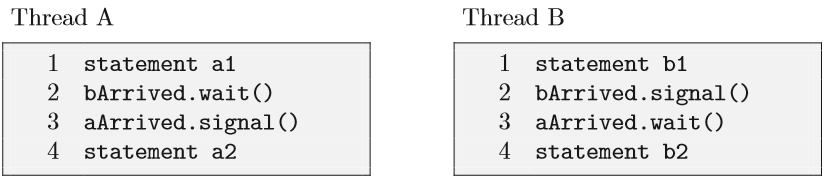 Thread A
1 statement a1
2 bArrived.wait()
3 aArrived.signal()
4 statement a2
Thread B
1 statement b1
2 bArrived.signal()
3 aArrived.wait()
4 statement b2